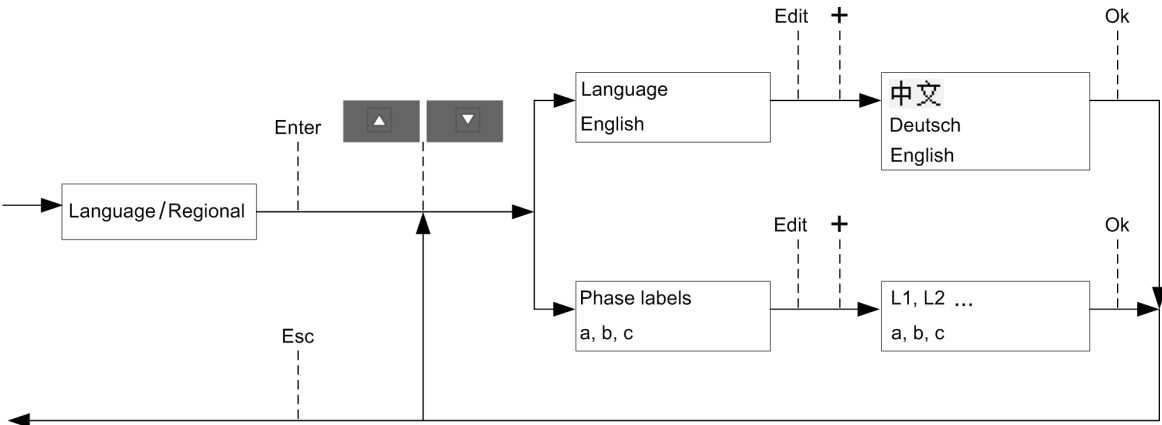 Edit +
Ok
Language
English
中文
Deutsch
English
Enter
Language/Regional
Edit +
Ok
Phase labels
a, b, c
L1, L2 ...
a, b, c
Esc